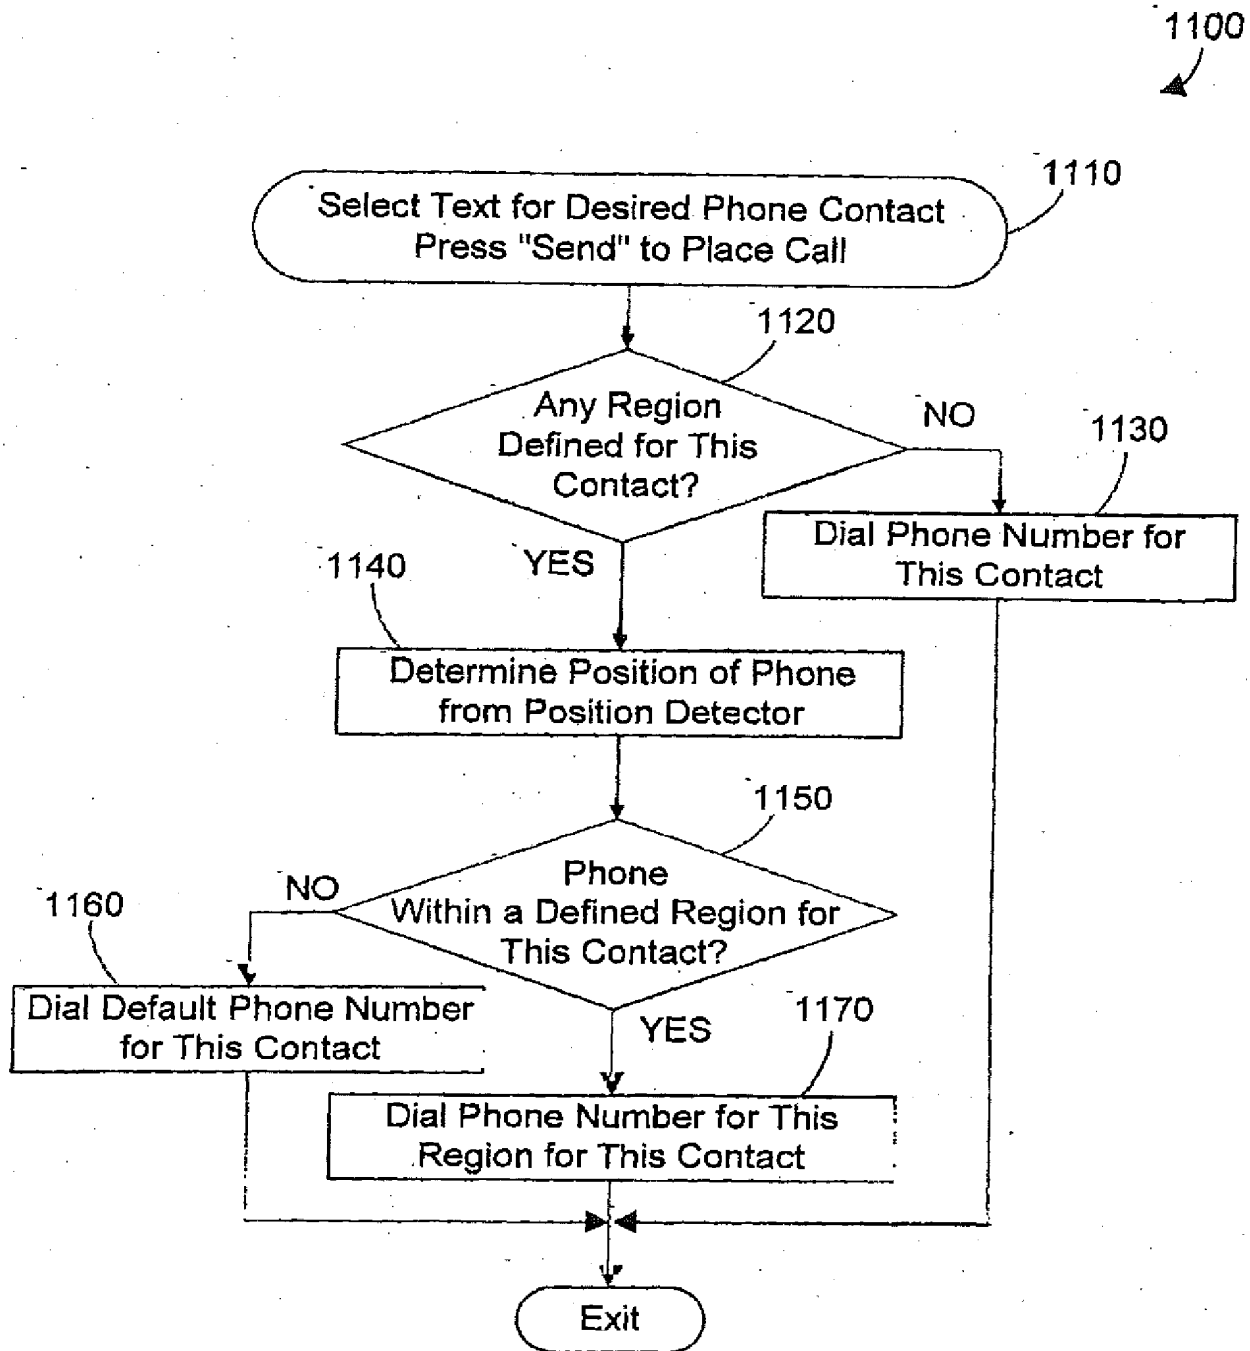 1100
1110
Select Text for Desired Phone Contact
Press "Send" to Place Call
1120
Any Region
Defined for This
Contact?
NO
1130
Dial Phone Number for
This Contact
YES
1140
Determine Position of Phone
from Position Detector
1150
Phone
Within a Defined Region for
This Contact?
NO
1160
Dial Default Phone Number
for This Contact
YES
1170
Dial Phone Number for This
Region for This Contact
Exit